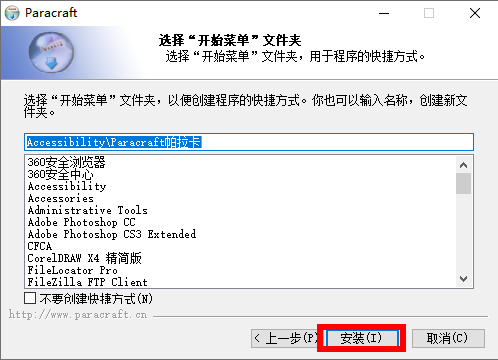 Paracraft
选择“开始菜单”文件夹
选择“开始菜单”文件夹，用于程序的快捷方式。
选择“开始菜单”文件夹，以便创建程序的快捷方式。你也可以输入名称，创建新文
件夹。
Accessibility\Paracraft帕拉卡
360安全浏览器
360安全中心
Accessibility
Accessories
Administrative Tools
Adobe Photoshop CC
Adobe Photoshop CS3 Extended
CFCA
CorelDRAW X4 精简版
FileLocator Pro
FileZilla FTP Client
不要创建快捷方式(N)
http://www.paracraft.cn
< 上一步(P)
安装(I)
取消(C)